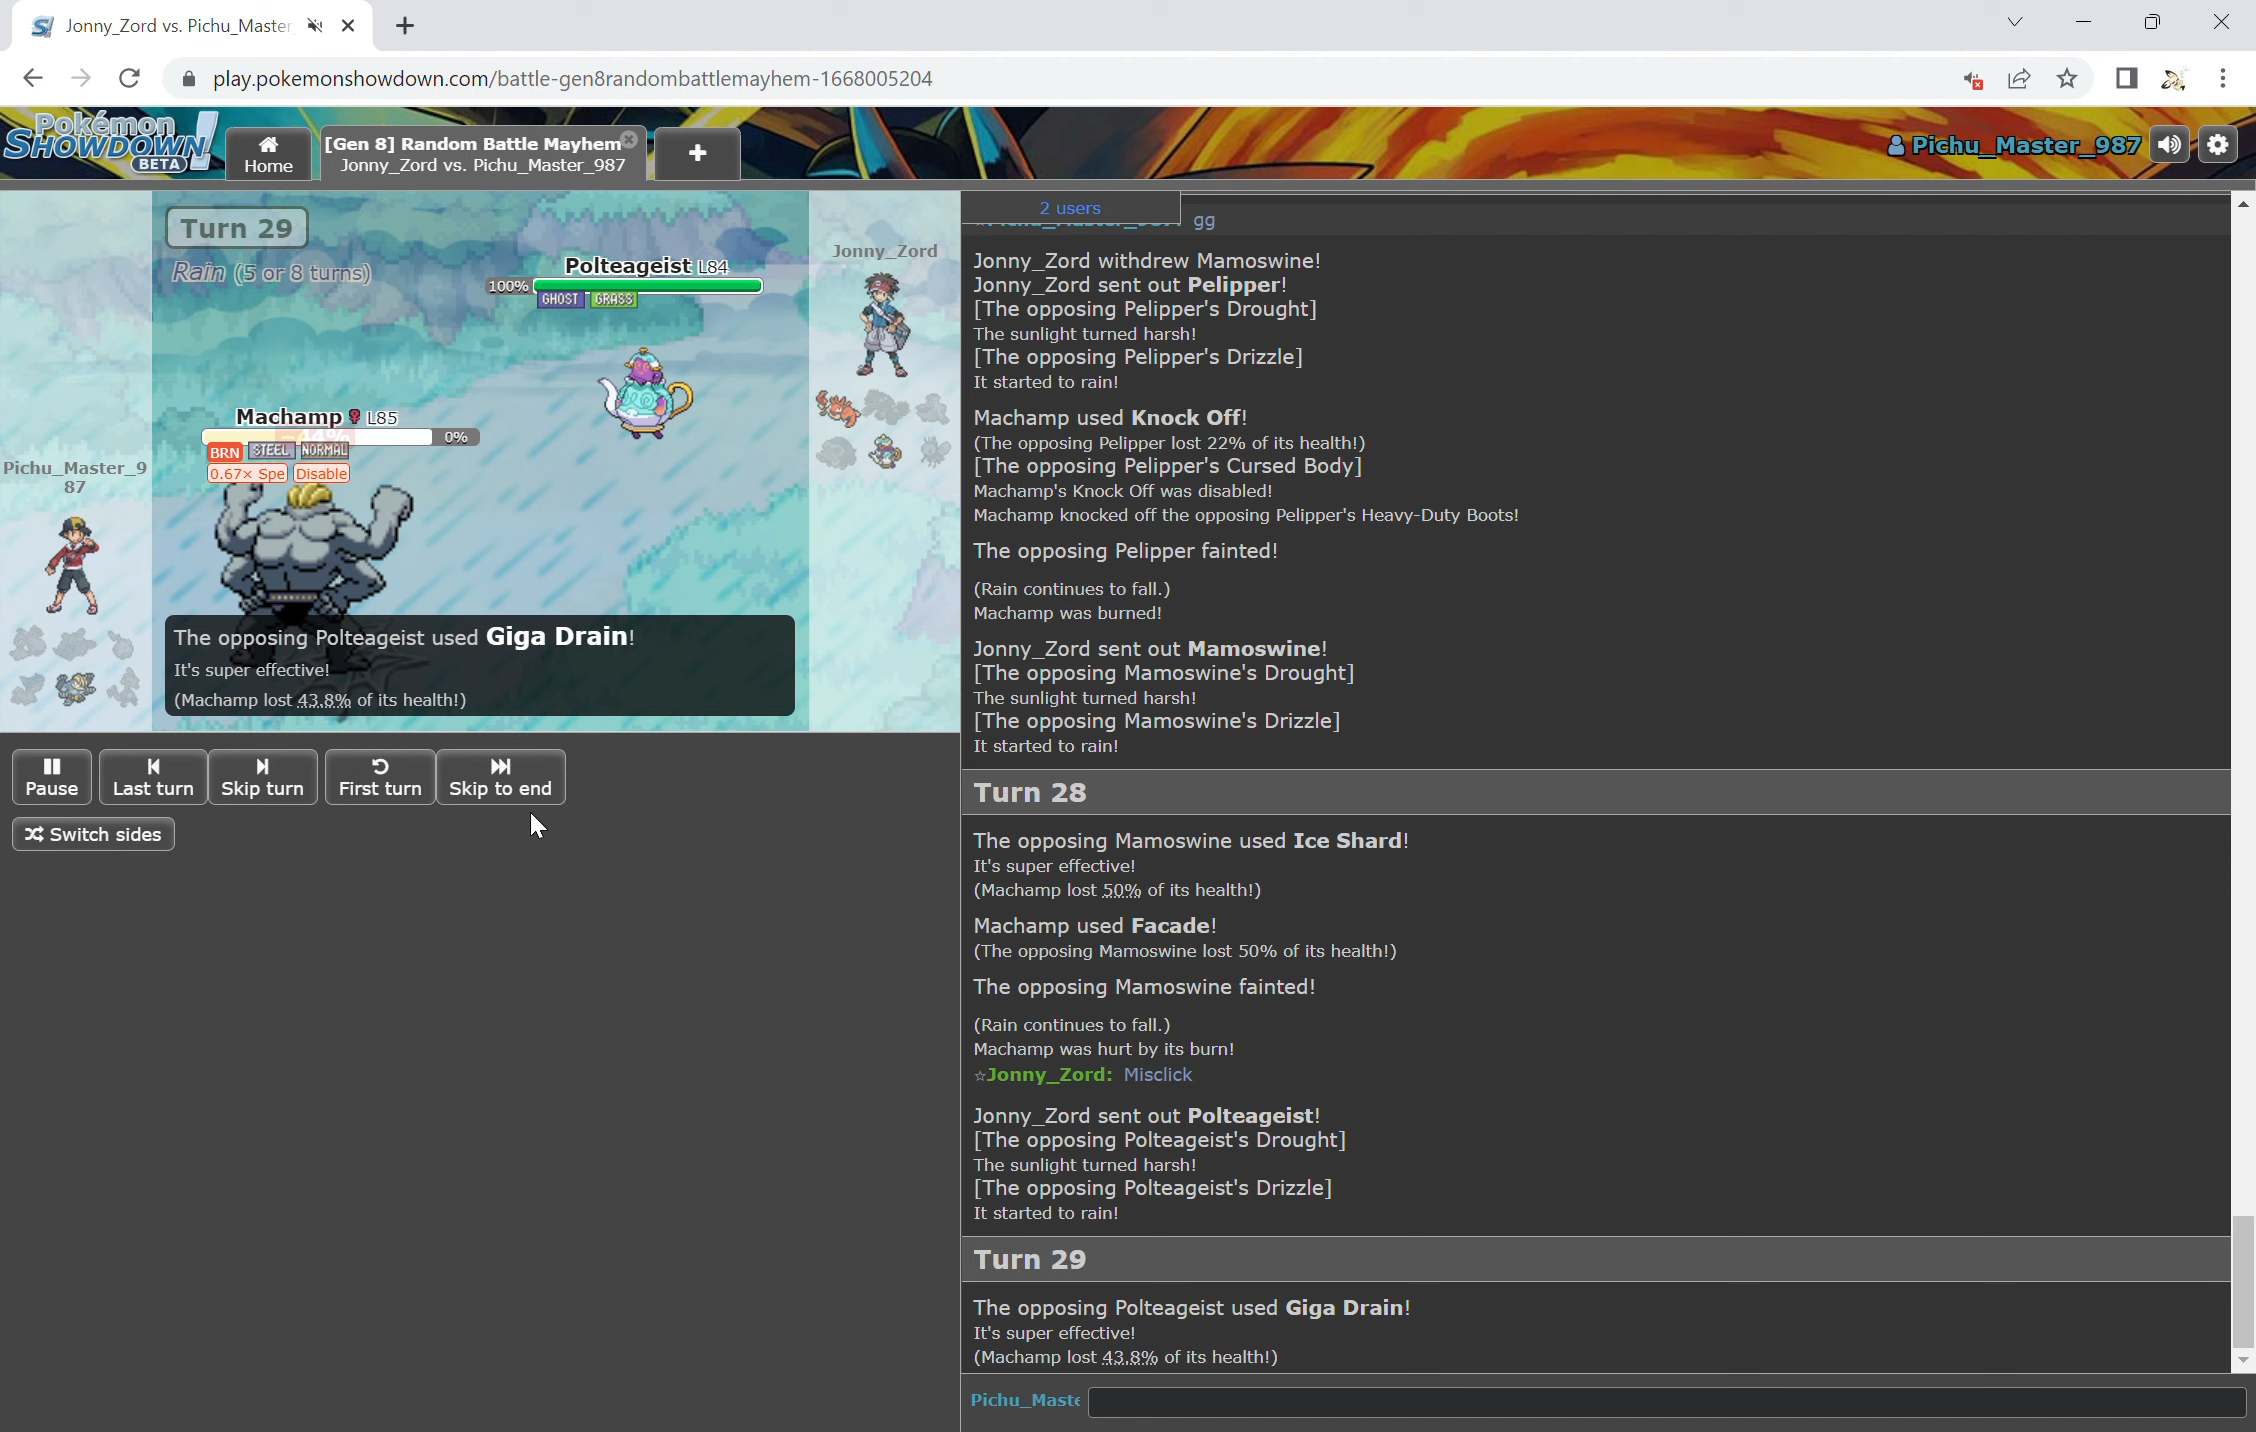 Jonny_Zord vs. Pichu_Master
play.pokemonshowdown.com/battle-gen8randombattlemayhem-1668005204
Pokémon
SHOWDOWN!
BETA
Home
[Gen 8] Random Battle Mayhem
Jonny_Zord vs. Pichu_Master_987
Pichu_Master_987
Turn 29
Rain (5 or 8 turns)
Polteageist L84
100%
GHOST GRASS
Jonny_Zord
Machamp L85
0%
BRN STEEL NORMAL
0.67× Spe Disable
Pichu_Master_9
87
The opposing Polteageist used Giga Drain!
It's super effective!
(Machamp lost 43.8% of its health!)
Pause
Last turn
Skip turn
First turn
Skip to end
Switch sides
2 users
gg
Jonny_Zord withdrew Mamoswine!
Jonny_Zord sent out Pelipper!
[The opposing Pelipper's Drought]
The sunlight turned harsh!
[The opposing Pelipper's Drizzle]
It started to rain!
Machamp used Knock Off!
(The opposing Pelipper lost 22% of its health!)
[The opposing Pelipper's Cursed Body]
Machamp's Knock Off was disabled!
Machamp knocked off the opposing Pelipper's Heavy-Duty Boots!
The opposing Pelipper fainted!
(Rain continues to fall.)
Machamp was burned!
Jonny_Zord sent out Mamoswine!
[The opposing Mamoswine's Drought]
The sunlight turned harsh!
[The opposing Mamoswine's Drizzle]
It started to rain!
Turn 28
The opposing Mamoswine used Ice Shard!
It's super effective!
(Machamp lost 50% of its health!)
Machamp used Facade!
(The opposing Mamoswine lost 50% of its health!)
The opposing Mamoswine fainted!
(Rain continues to fall.)
Machamp was hurt by its burn!
☆Jonny_Zord: Misclick
Jonny_Zord sent out Polteageist!
[The opposing Polteageist's Drought]
The sunlight turned harsh!
[The opposing Polteageist's Drizzle]
It started to rain!
Turn 29
The opposing Polteageist used Giga Drain!
It's super effective!
(Machamp lost 43.8% of its health!)
Pichu_Maste